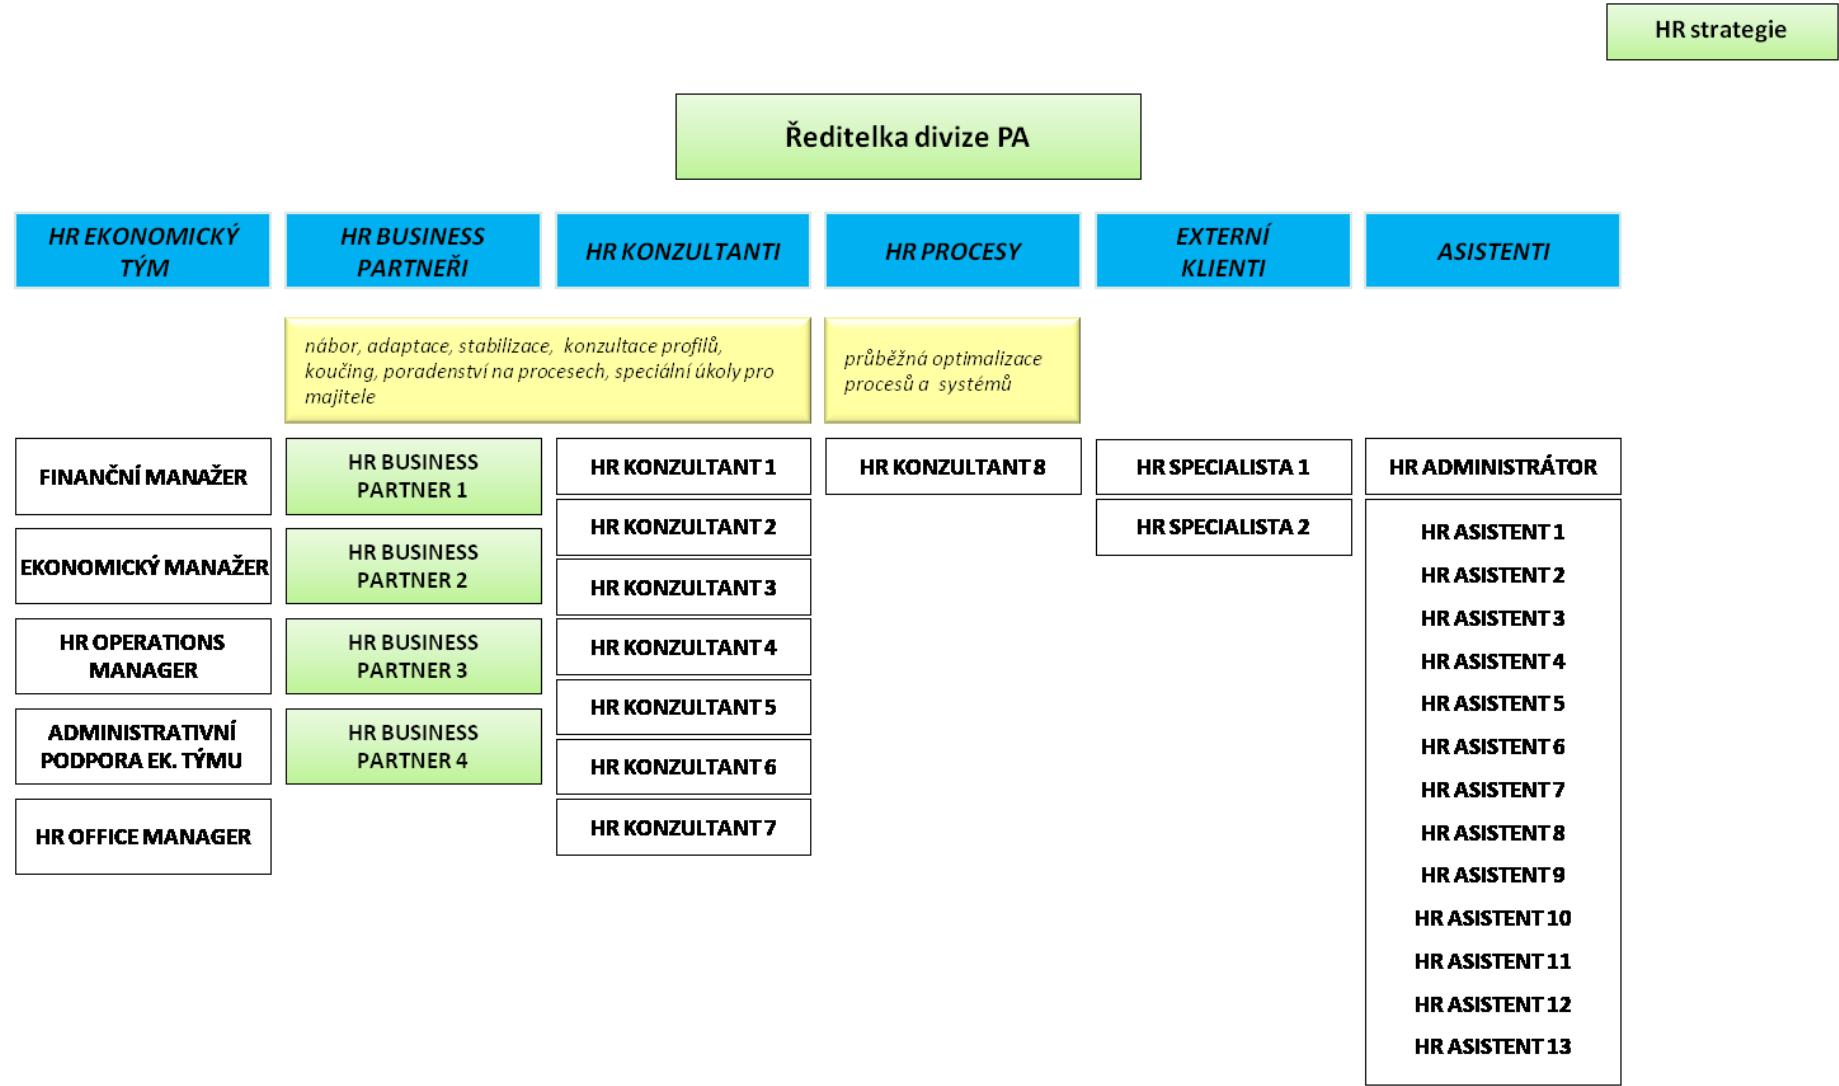 HR strategie
Ředitelka divize PA
HR EKONOMICKÝ
TÝM
HR BUSINESS
PARTNEŘI
HR KONZULTANTI
HR PROCESY
EXTERNÍ
KLIENTI
ASISTENTI
nábor, adaptace, stabilizace, konzultace profilů,
koučing, poradenství na procesech, speciální úkoly pro
majitele
průběžná optimalizace
procesů a systémů
FINANČNÍ MANAŽER
EKONOMICKÝ MANAŽER
HR OPERATIONS
MANAGER
ADMINISTRATIVNÍ
PODPORA EK. TÝMU
HR OFFICE MANAGER
HR BUSINESS
PARTNER 1
HR BUSINESS
PARTNER 2
HR BUSINESS
PARTNER 3
HR BUSINESS
PARTNER 4
HR KONZULTANT 1
HR KONZULTANT 2
HR KONZULTANT 3
HR KONZULTANT 4
HR KONZULTANT 5
HR KONZULTANT 6
HR KONZULTANT 7
HR KONZULTANT 8
HR SPECIALISTA 1
HR SPECIALISTA 2
HR ADMINISTRÁTOR
HR ASISTENT 1
HR ASISTENT 2
HR ASISTENT 3
HR ASISTENT 4
HR ASISTENT 5
HR ASISTENT 6
HR ASISTENT 7
HR ASISTENT 8
HR ASISTENT 9
HR ASISTENT 10
HR ASISTENT 11
HR ASISTENT 12
HR ASISTENT 13